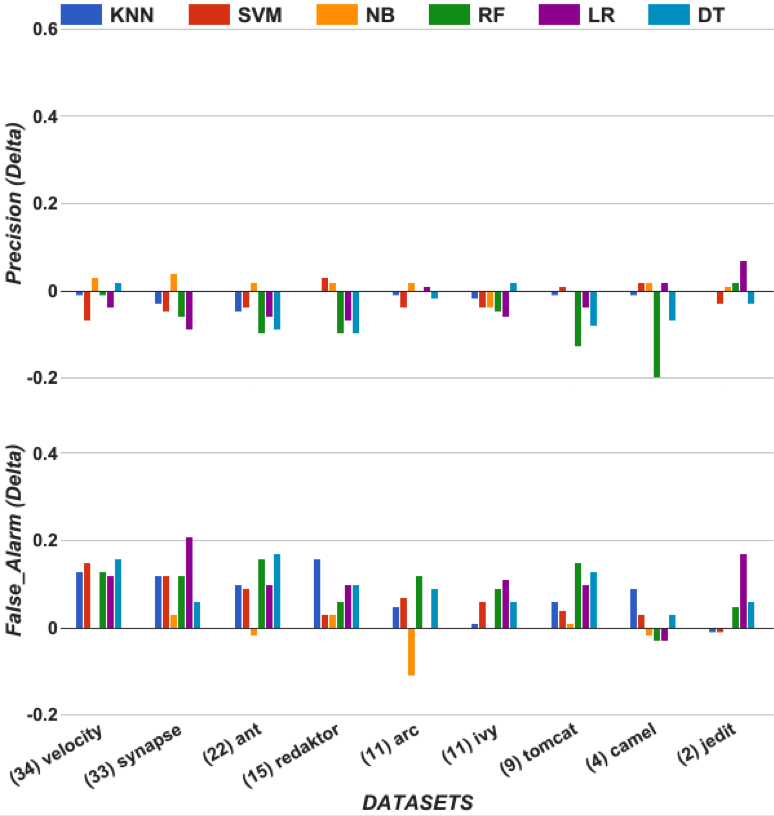 KNN SVM NB RF LR DT
0.6
0.4
0.2
0
-0.2
Precision (Delta)
0.4
0.2
0
-0.2
False_Alarm (Delta)
(34) velocity (33) synapse (22) ant (15) redaktor (11) arc (11) ivy (9) tomcat (4) camel (2) jedit
DATASETS